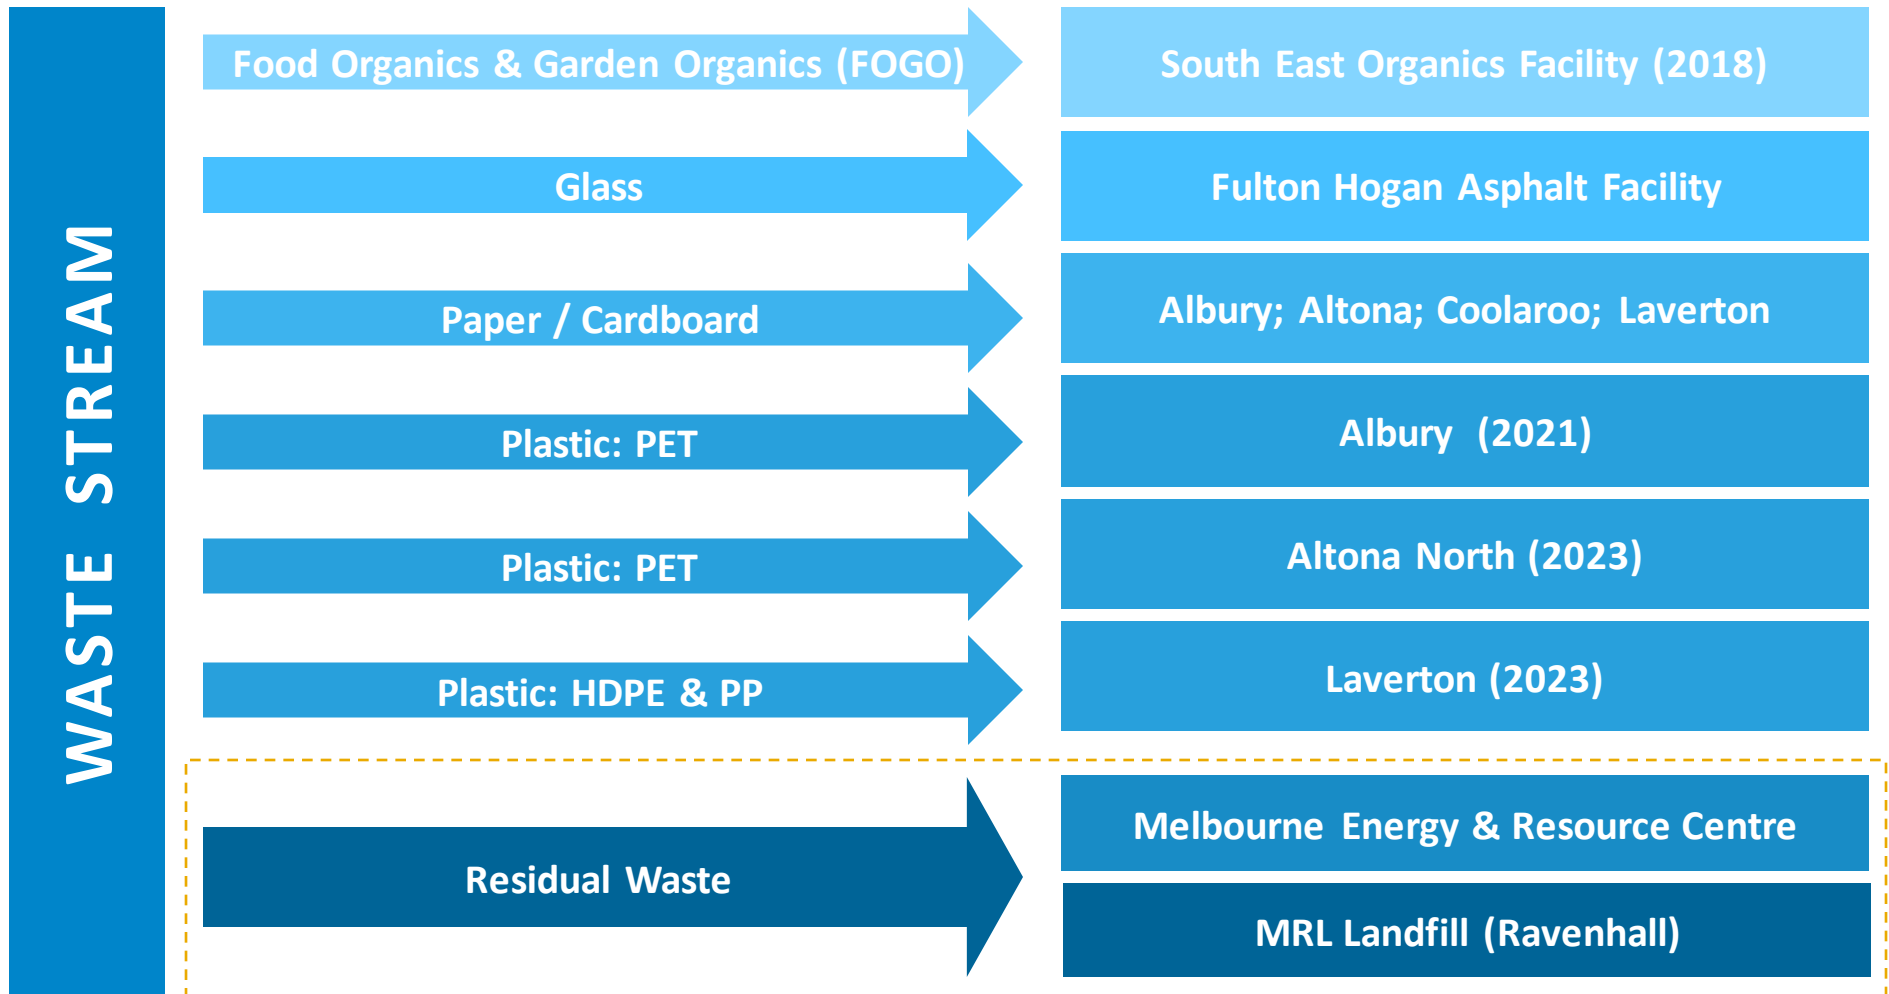 WASTE STREAM
Food Organics & Garden Organics (FOGO)
South East Organics Facility (2018)
Glass
Fulton Hogan Asphalt Facility
Paper / Cardboard
Albury; Altona; Coolaroo; Laverton
Plastic: PET
Albury (2021)
Plastic: PET
Altona North (2023)
Plastic: HDPE & PP
Laverton (2023)
Residual Waste
Melbourne Energy & Resource Centre
MRL Landfill (Ravenhall)